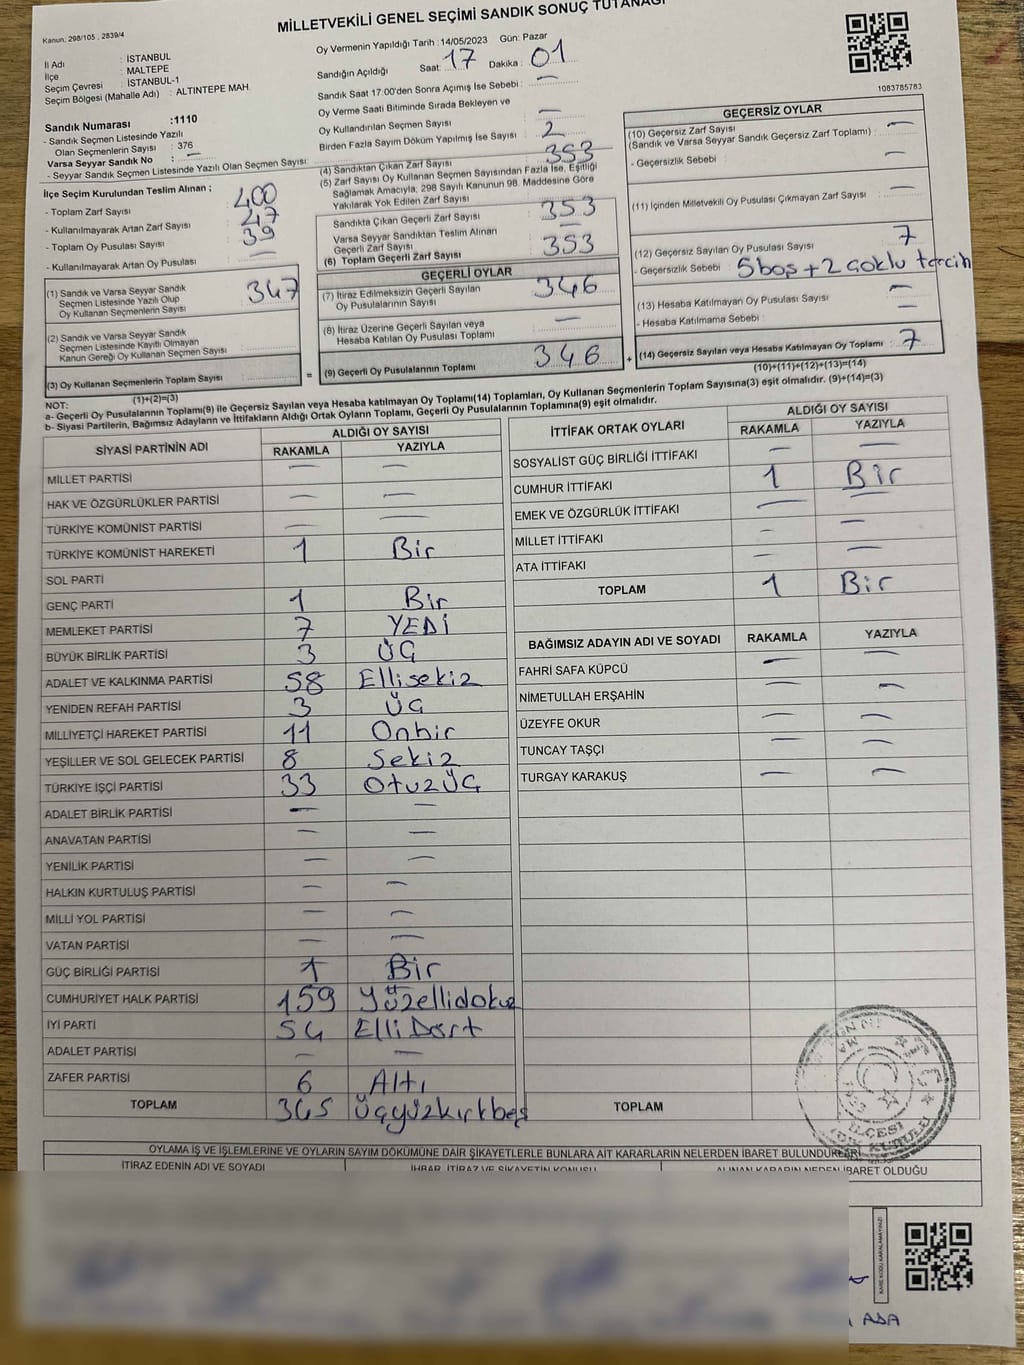 MİLLETVEKİLİ GENEL SEÇİMİ SANDIK SONUÇ TUTANAĞI
Kanun: 298/105 , 2839/4
İl Adı : İSTANBUL
İlçe : MALTEPE
Seçim Çevresi : İSTANBUL-1
Seçim Bölgesi (Mahalle Adı) : ALTINTEPE MAH.
Oy Vermenin Yapıldığı Tarih : 14/05/2023 Gün: Pazar
Sandığın Açıldığı Saat: 17 Dakika : 01
Sandık Saat 17.00'den Sonra Açımış İse Sebebi : —
Oy Verme Saati Bitiminde Sırada Bekleyen ve
Oy Kullandırılan Seçmen Sayısı —
Birden Fazla Sayım Döküm Yapılmış İse Sayısı : 2
1083785783
Sandık Numarası :1110
- Sandık Seçmen Listesinde Yazılı
Olan Seçmenlerin Sayısı : 376
Varsa Seyyar Sandık No : —
- Seyyar Sandık Seçmen Listesinde Yazılı Olan Seçmen Sayısı:
İlçe Seçim Kurulundan Teslim Alınan ;
- Toplam Zarf Sayısı : 400
- Kullanılmayarak Artan Zarf Sayısı : 47
- Toplam Oy Pusulası Sayısı : 39
- Kullanılmayarak Artan Oy Pusulası : —
(1) Sandık ve Varsa Seyyar Sandık
Seçmen Listesinde Yazılı Olup
Oy Kullanan Seçmenlerin Sayısı : 347
(2) Sandık ve Varsa Seyyar Sandık
Seçmen Listesinde Kayıtlı Olmayan
Kanun Gereği Oy Kullanan Seçmen Sayısı :
(3) Oy Kullanan Seçmenlerin Toplam Sayısı :
(1)+(2)=(3)
(4) Sandıktan Çıkan Zarf Sayısı 353
(5) Zarf Sayısı Oy Kullanan Seçmen Sayısından Fazla İse, Eşitliği
Sağlamak Amacıyla; 298 Sayılı Kanunun 98. Maddesine Göre
Yakılarak Yok Edilen Zarf Sayısı
Sandıkta Çıkan Geçerli Zarf Sayısı 353
Varsa Seyyar Sandıktan Teslim Alınan
Geçerli Zarf Sayısı —
(6) Toplam Geçerli Zarf Sayısı 353
GEÇERLİ OYLAR
(7) İtiraz Edilmeksizin Geçerli Sayılan
Oy Pusulalarının Sayısı 346
(8) İtiraz Üzerine Geçerli Sayılan veya
Hesaba Katılan Oy Pusulası Toplamı —
= (9) Geçerli Oy Pusulalarının Toplamı 346 +
GEÇERSİZ OYLAR
(10) Geçersiz Zarf Sayısı
(Sandık ve Varsa Seyyar Sandık Geçersiz Zarf Toplamı) : —
- Geçersizlik Sebebi : —
(11) İçinden Milletvekili Oy Pusulası Çıkmayan Zarf Sayısı —
(12) Geçersiz Sayılan Oy Pusulası Sayısı : 7
- Geçersizlik Sebebi : 5 boş + 2 çoklu tercih
(13) Hesaba Katılmayan Oy Pusulası Sayısı : —
- Hesaba Katılmama Sebebi : —
(14) Geçersiz Sayılan veya Hesaba Katılmayan Oy Toplamı : 7
(10)+(11)+(12)+(13)=(14)
NOT:
a- Geçerli Oy Pusulalarının Toplamı(9) ile Geçersiz Sayılan veya Hesaba katılmayan Oy Toplamı(14) Toplamları, Oy Kullanan Seçmenlerin Toplam Sayısına(3) eşit olmalıdır. (9)+(14)=(3)
b- Siyasi Partilerin, Bağımsız Adayların ve İttifakların Aldığı Ortak Oyların Toplamı, Geçerli Oy Pusulalarının Toplamına(9) eşit olmalıdır.
SİYASİ PARTİNİN ADI ALDIĞI OY SAYISI
RAKAMLA YAZIYLA
MİLLET PARTİSİ — —
HAK VE ÖZGÜRLÜKLER PARTİSİ — —
TÜRKİYE KOMÜNİST PARTİSİ — —
TÜRKİYE KOMÜNİST HAREKETİ 1 Bir
SOL PARTİ
GENÇ PARTİ 1 Bir
MEMLEKET PARTİSİ 7 YEDİ
BÜYÜK BİRLİK PARTİSİ 3 ÜÇ
ADALET VE KALKINMA PARTİSİ 58 Ellisekiz
YENİDEN REFAH PARTİSİ 3 ÜÇ
MİLLİYETÇİ HAREKET PARTİSİ 11 Onbir
YEŞİLLER VE SOL GELECEK PARTİSİ 8 Sekiz
TÜRKİYE İŞÇİ PARTİSİ 33 OtuzÜÇ
ADALET BİRLİK PARTİSİ — —
ANAVATAN PARTİSİ — —
YENİLİK PARTİSİ — —
HALKIN KURTULUŞ PARTİSİ — —
MİLLİ YOL PARTİSİ — —
VATAN PARTİSİ — —
GÜÇ BİRLİĞİ PARTİSİ 1 Bir
CUMHURİYET HALK PARTİSİ 159 Yüzellidokuz
İYİ PARTİ 54 Elli Dört
ADALET PARTİSİ — —
ZAFER PARTİSİ 6 Altı
TOPLAM 345 Üçyüzkırkbeş
İTTİFAK ORTAK OYLARI ALDIĞI OY SAYISI
RAKAMLA YAZIYLA
SOSYALİST GÜÇ BİRLİĞİ İTTİFAKI — —
CUMHUR İTTİFAKI 1 Bir
EMEK VE ÖZGÜRLÜK İTTİFAKI — —
MİLLET İTTİFAKI — —
ATA İTTİFAKI — —
TOPLAM 1 Bir
BAĞIMSIZ ADAYIN ADI VE SOYADI RAKAMLA YAZIYLA
FAHRİ SAFA KÜPCÜ — —
NİMETULLAH ERŞAHİN — —
ÜZEYFE OKUR — —
TUNCAY TAŞÇI — —
TURGAY KARAKUŞ — —
TOPLAM
İLÇESİ
OYLAMA İŞ VE İŞLEMLERİNE VE OYLARIN SAYIM DÖKÜMÜNE DAİR ŞİKAYETLERLE BUNLARA AİT KARARLARIN NELERDEN İBARET BULUNDUKLARI
İTİRAZ EDENİN ADI VE SOYADI İHBAR, İTİRAZ VE ŞİKAYETİN KONUSU ALINAN KARARIN NEDEN İBARET OLDUĞU
KARE KODU KARALAMAYINIZ!
ADA